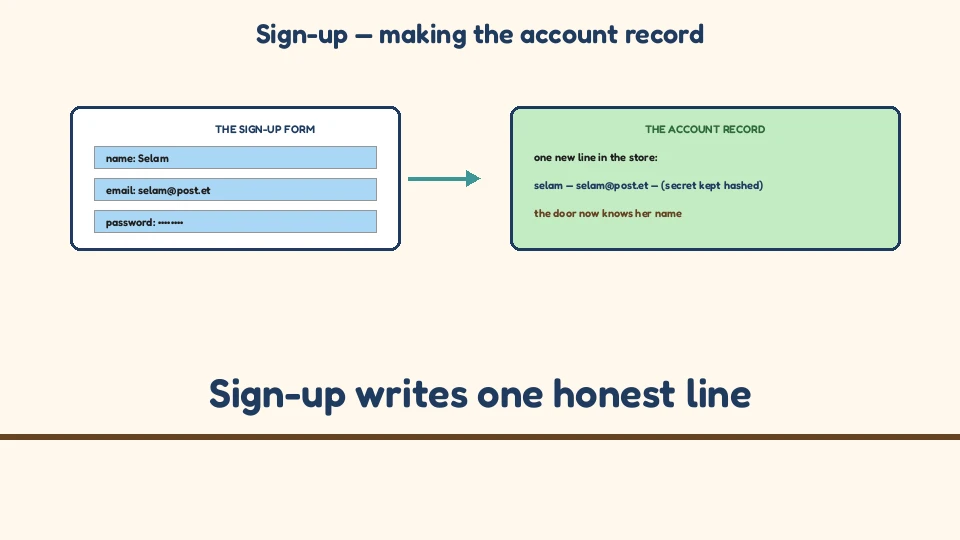 Sign-up — making the account record
THE SIGN-UP FORM
name: Selam
email: selam@post.et
password: ••••••••
THE ACCOUNT RECORD
one new line in the store:
selam — selam@post.et — (secret kept hashed)
the door now knows her name
Sign-up writes one honest line